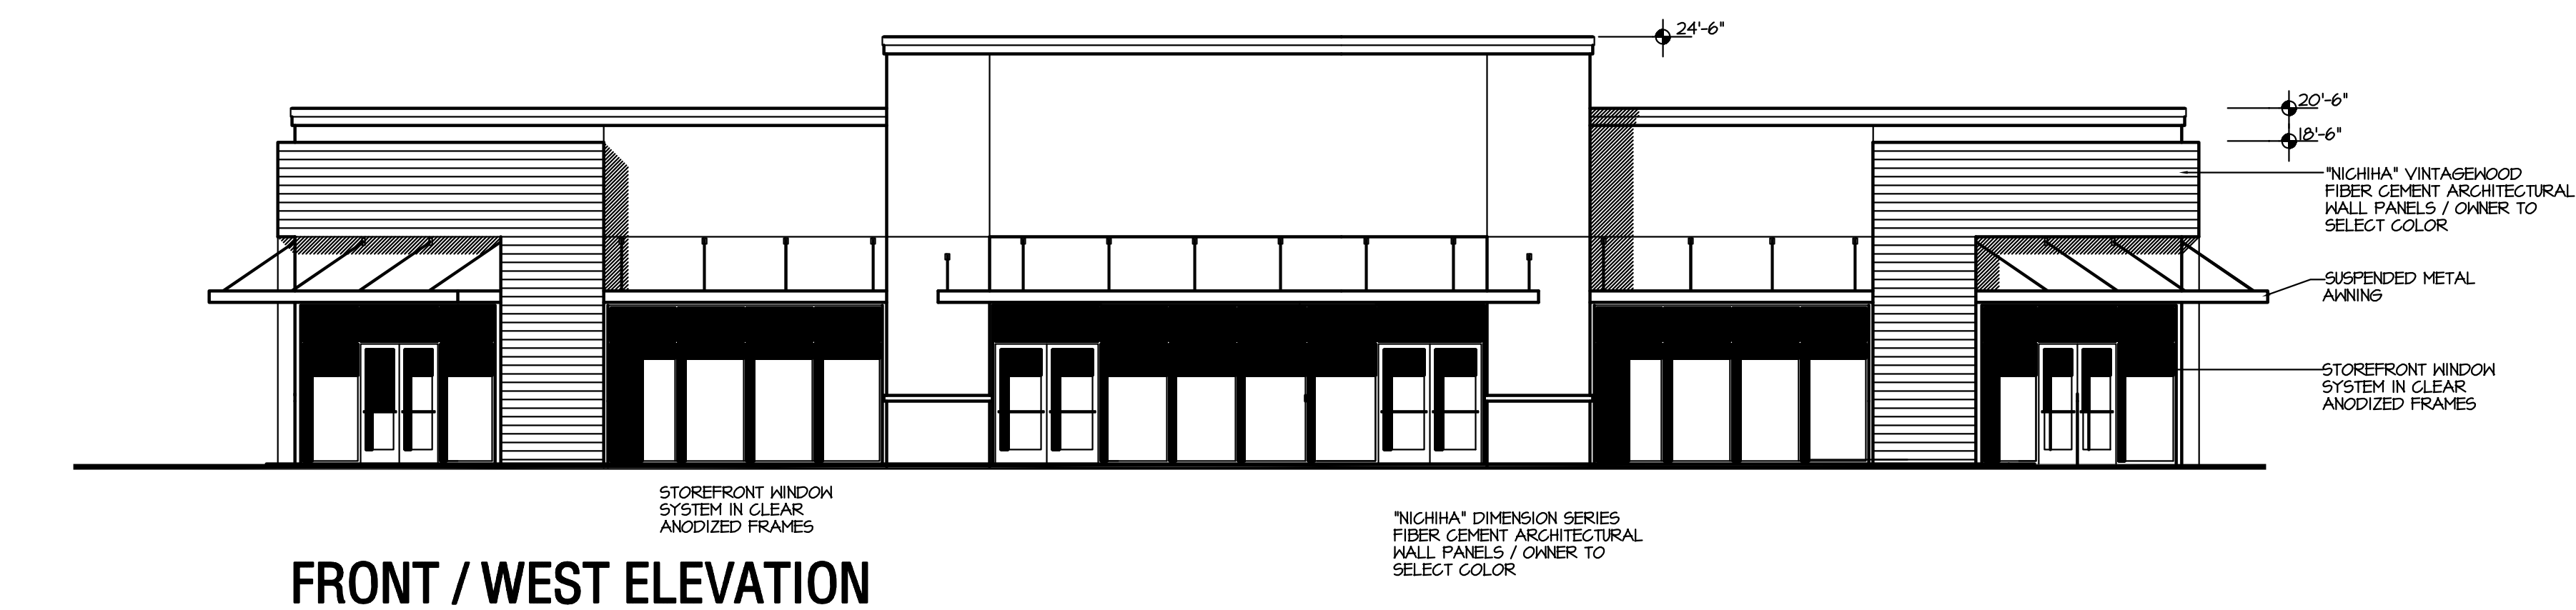 24'-6"
20'-6"
18'-6"
"NICHIHA" VINTAGEWOOD
FIBER CEMENT ARCHITECTURAL
WALL PANELS / OWNER TO
SELECT COLOR
SUSPENDED METAL
AWNING
STOREFRONT WINDOW
SYSTEM IN CLEAR
ANODIZED FRAMES
STOREFRONT WINDOW
SYSTEM IN CLEAR
ANODIZED FRAMES
"NICHIHA" DIMENSION SERIES
FIBER CEMENT ARCHITECTURAL
WALL PANELS / OWNER TO
SELECT COLOR
FRONT / WEST ELEVATION